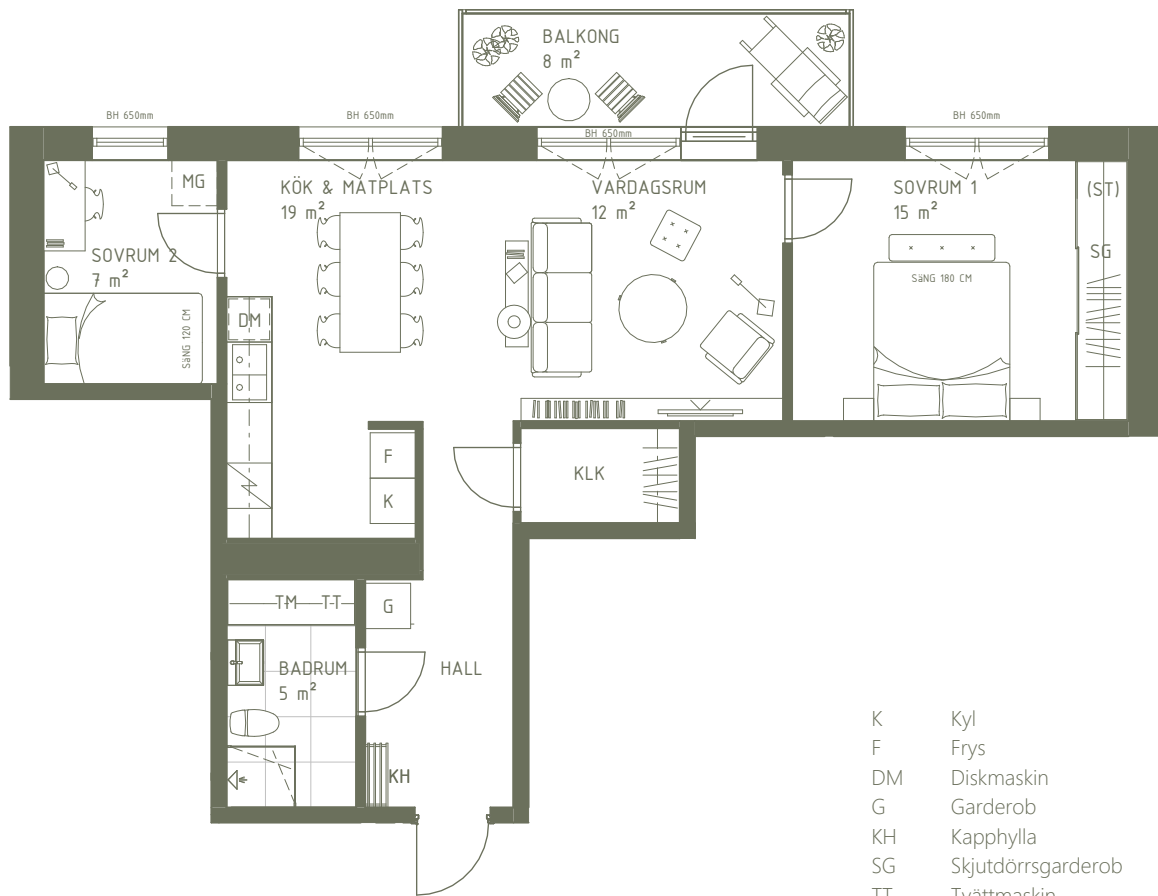 BALKONG
8 m²
BH 650mm
BH 650mm
BH 650mm
BH 650mm
MG
KÖK & MATPLATS
19 m²
VARDAGSRUM
12 m²
SOVRUM 1
15 m²
(ST)
SG
SOVRUM 2
7 m²
SäNG 180 CM
SäNG 120 CM
DM
F
K
KLK
TM TT
G
BADRUM
5 m²
HALL
KH
K Kyl
F Frys
DM Diskmaskin
G Garderob
KH Kapphylla
SG Skjutdörrsgarderob
TT Tvättmaskin